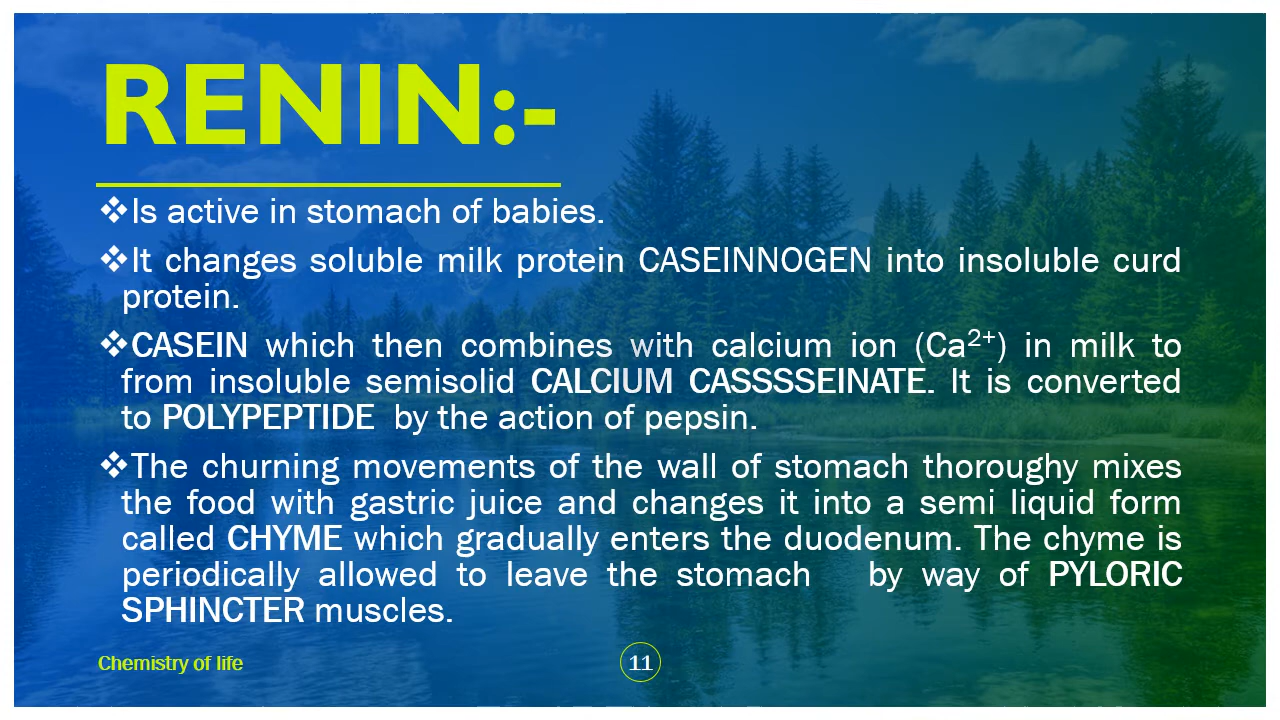 RENIN:-
❖Is active in stomach of babies.
❖It changes soluble milk protein CASEINNOGEN into insoluble curd
protein.
❖CASEIN which then combines with calcium ion (Ca²⁺) in milk to
from insoluble semisolid CALCIUM CASSSSEINATE. It is converted
to POLYPEPTIDE by the action of pepsin.
❖The churning movements of the wall of stomach thoroughy mixes
the food with gastric juice and changes it into a semi liquid form
called CHYME which gradually enters the duodenum. The chyme is
periodically allowed to leave the stomach by way of PYLORIC
SPHINCTER muscles.
Chemistry of life
11